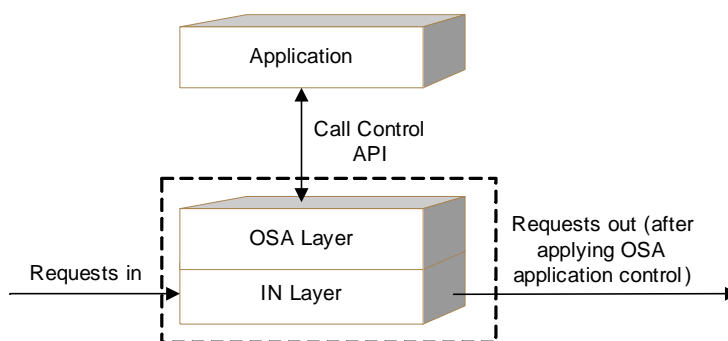 Application
Call Control
API
OSA Layer
Requests in
IN Layer
Requests out (after
applying OSA
application control)